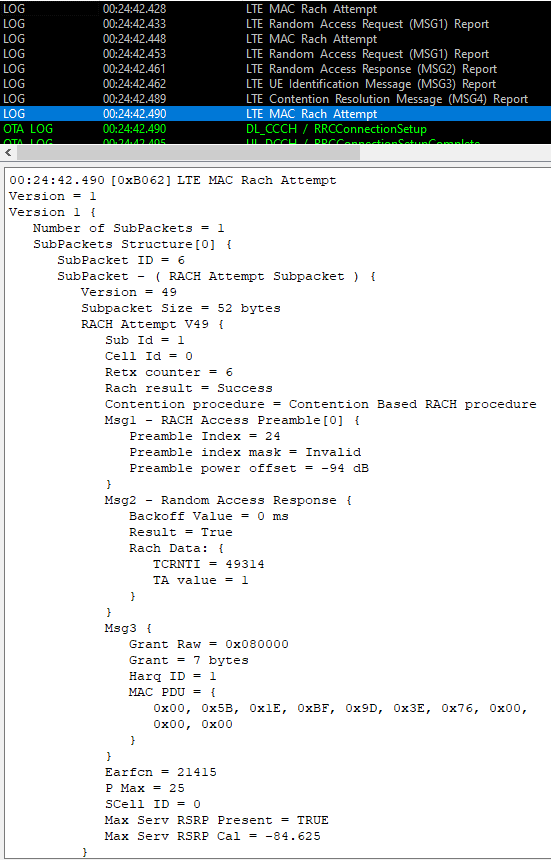 LOG 00:24:42.428 LTE MAC Rach Attempt
LOG 00:24:42.433 LTE Random Access Request (MSG1) Report
LOG 00:24:42.448 LTE MAC Rach Attempt
LOG 00:24:42.453 LTE Random Access Request (MSG1) Report
LOG 00:24:42.461 LTE Random Access Response (MSG2) Report
LOG 00:24:42.462 LTE UE Identification Message (MSG3) Report
LOG 00:24:42.489 LTE Contention Resolution Message (MSG4) Report
LOG 00:24:42.490 LTE MAC Rach Attempt
OTA LOG 00:24:42.490 DL_CCCH / RRCConnectionSetup
OTA LOG 00:24:42.495 UL_DCCH / RRCConnectionSetupComplete
00:24:42.490 [0xB062] LTE MAC Rach Attempt
Version = 1
Version 1 {
Number of SubPackets = 1
SubPackets Structure[0] {
SubPacket ID = 6
SubPacket - ( RACH Attempt Subpacket ) {
Version = 49
Subpacket Size = 52 bytes
RACH Attempt V49 {
Sub Id = 1
Cell Id = 0
Retx counter = 6
Rach result = Success
Contention procedure = Contention Based RACH procedure
Msg1 - RACH Access Preamble[0] {
Preamble Index = 24
Preamble index mask = Invalid
Preamble power offset = -94 dB
}
Msg2 - Random Access Response {
Backoff Value = 0 ms
Result = True
Rach Data: {
TCRNTI = 49314
TA value = 1
}
}
Msg3 {
Grant Raw = 0x080000
Grant = 7 bytes
Harq ID = 1
MAC PDU = {
0x00, 0x5B, 0x1E, 0xBF, 0x9D, 0x3E, 0x76, 0x00,
0x00, 0x00
}
}
Earfcn = 21415
P Max = 25
SCell ID = 0
Max Serv RSRP Present = TRUE
Max Serv RSRP Cal = -84.625
}